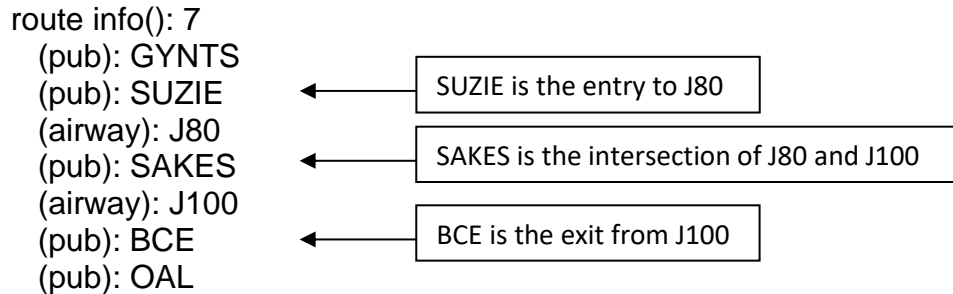 route info(): 7
(pub): GYNTS
(pub): SUZIE
SUZIE is the entry to J80
(airway): J80
(pub): SAKES
SAKES is the intersection of J80 and J100
(airway): J100
(pub): BCE
BCE is the exit from J100
(pub): OAL